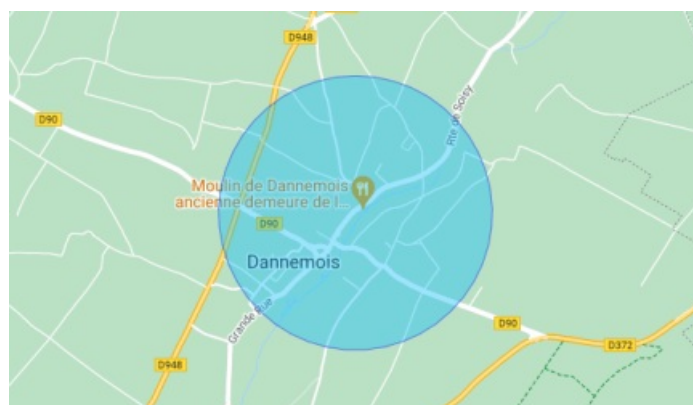 D948
D90
Rte de Soisy
Moulin de Dannemois
ancienne demeure de l...
D90
Dannemois
Grande Rue
D90
D372
D948